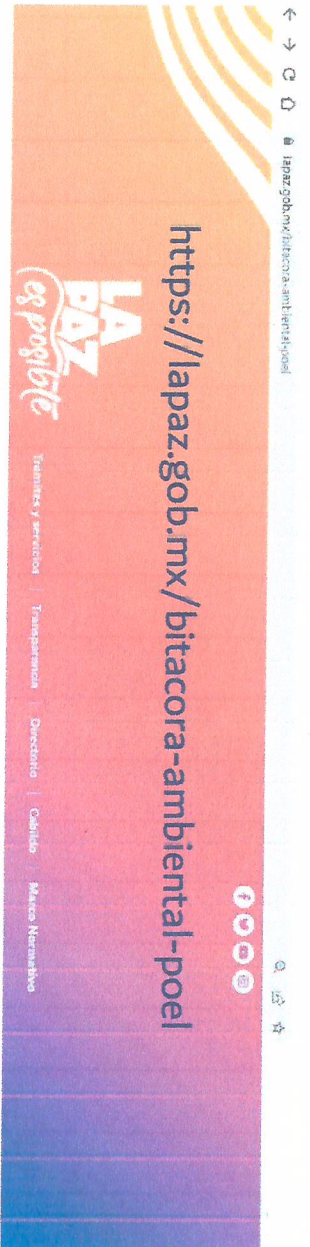 lapaz.gob.mx/bitacora-ambiental-poel
https://lapaz.gob.mx/bitacora-ambiental-poel
LA
PAZ
es posible
Tramites y servicios | Transparencia | Directorio | Cabildo Marco Normativo